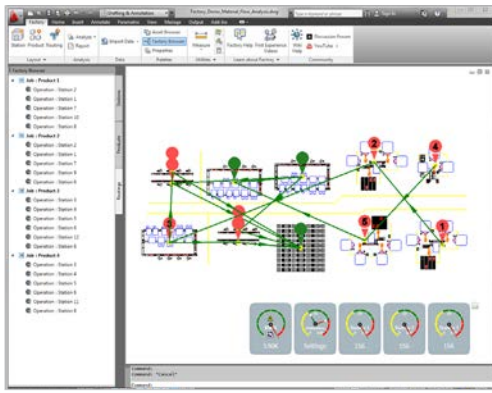 Drafting & Annotation
Factory_Demo_Material_Flow_Analysis.dwg
Factory Home Insert Annotate Parametric View Manage Output Add-Ins
Station Product Routing
Analyze
Report
Import Data
Asset Browser
Factory Browser
Properties
Measure
Factory Help Find Experience Videos
Web Help
Discussion Forum
YouTube
Layout Analysis Data Palettes Utilities Learn about Factory Community
Factory Browser
Job : Product 1
Operation : Station 2
Operation : Station 1
Operation : Station 7
Operation : Station 10
Operation : Station 8
Job : Product 2
Operation : Station 2
Operation : Station 1
Operation : Station 7
Operation : Station 9
Operation : Station 8
Job : Product 3
Operation : Station 3
Operation : Station 4
Operation : Station 5
Operation : Station 6
Operation : Station 12
Operation : Station 8
Job : Product 4
Operation : Station 3
Operation : Station 4
Operation : Station 5
Operation : Station 6
Operation : Station 11
Operation : Station 8
Stations
Products
Routings
2
4
5
1
Settings
Command:
Command: *Cancel*
Command: